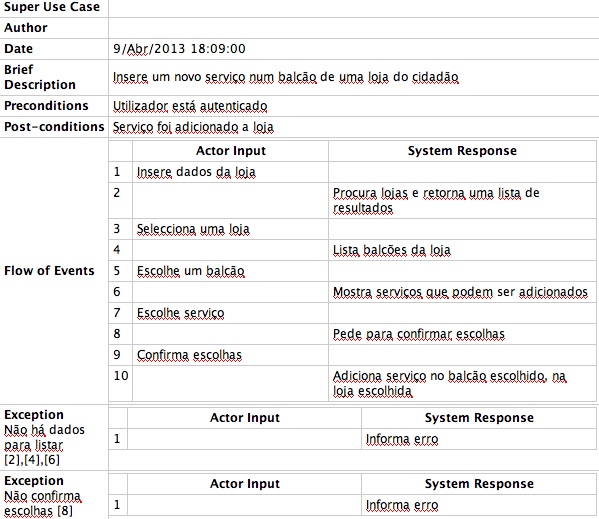 Super Use Case
Author
Date 9/Abr/2013 18:09:00
Brief
Description Insere um novo serviço num balcão de uma loja do cidadão
Preconditions Utilizador está autenticado
Post-conditions Serviço foi adicionado a loja
Flow of Events
Actor Input System Response
1 Insere dados da loja
2 Procura lojas e retorna uma lista de
resultados
3 Selecciona uma loja
4 Lista balcões da loja
5 Escolhe um balcão
6 Mostra serviços que podem ser adicionados
7 Escolhe serviço
8 Pede para confirmar escolhas
9 Confirma escolhas
10 Adiciona serviço no balcão escolhido, na
loja escolhida
Exception
Não há dados
para listar
[2],[4],[6]
Actor Input System Response
1 Informa erro
Exception
Não confirma
escolhas [8]
Actor Input System Response
1 Informa erro